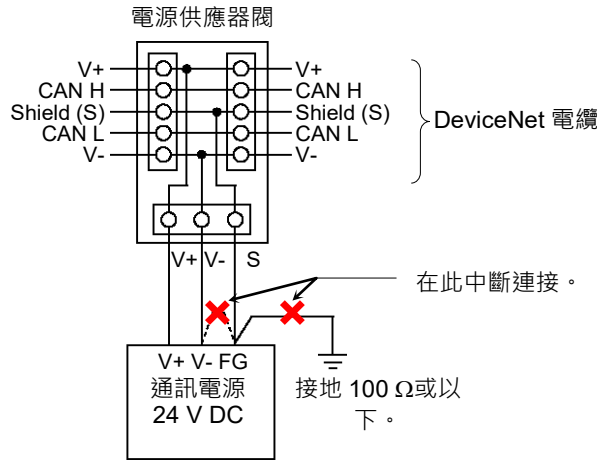 電源供應器閥
V+
CAN H
Shield (S)
CAN L
V-
V+
CAN H
Shield (S)
CAN L
V-
DeviceNet 電纜
V+ V- S
在此中斷連接。
V+ V- FG
通訊電源
24 V DC
接地 100 Ω或以
下。